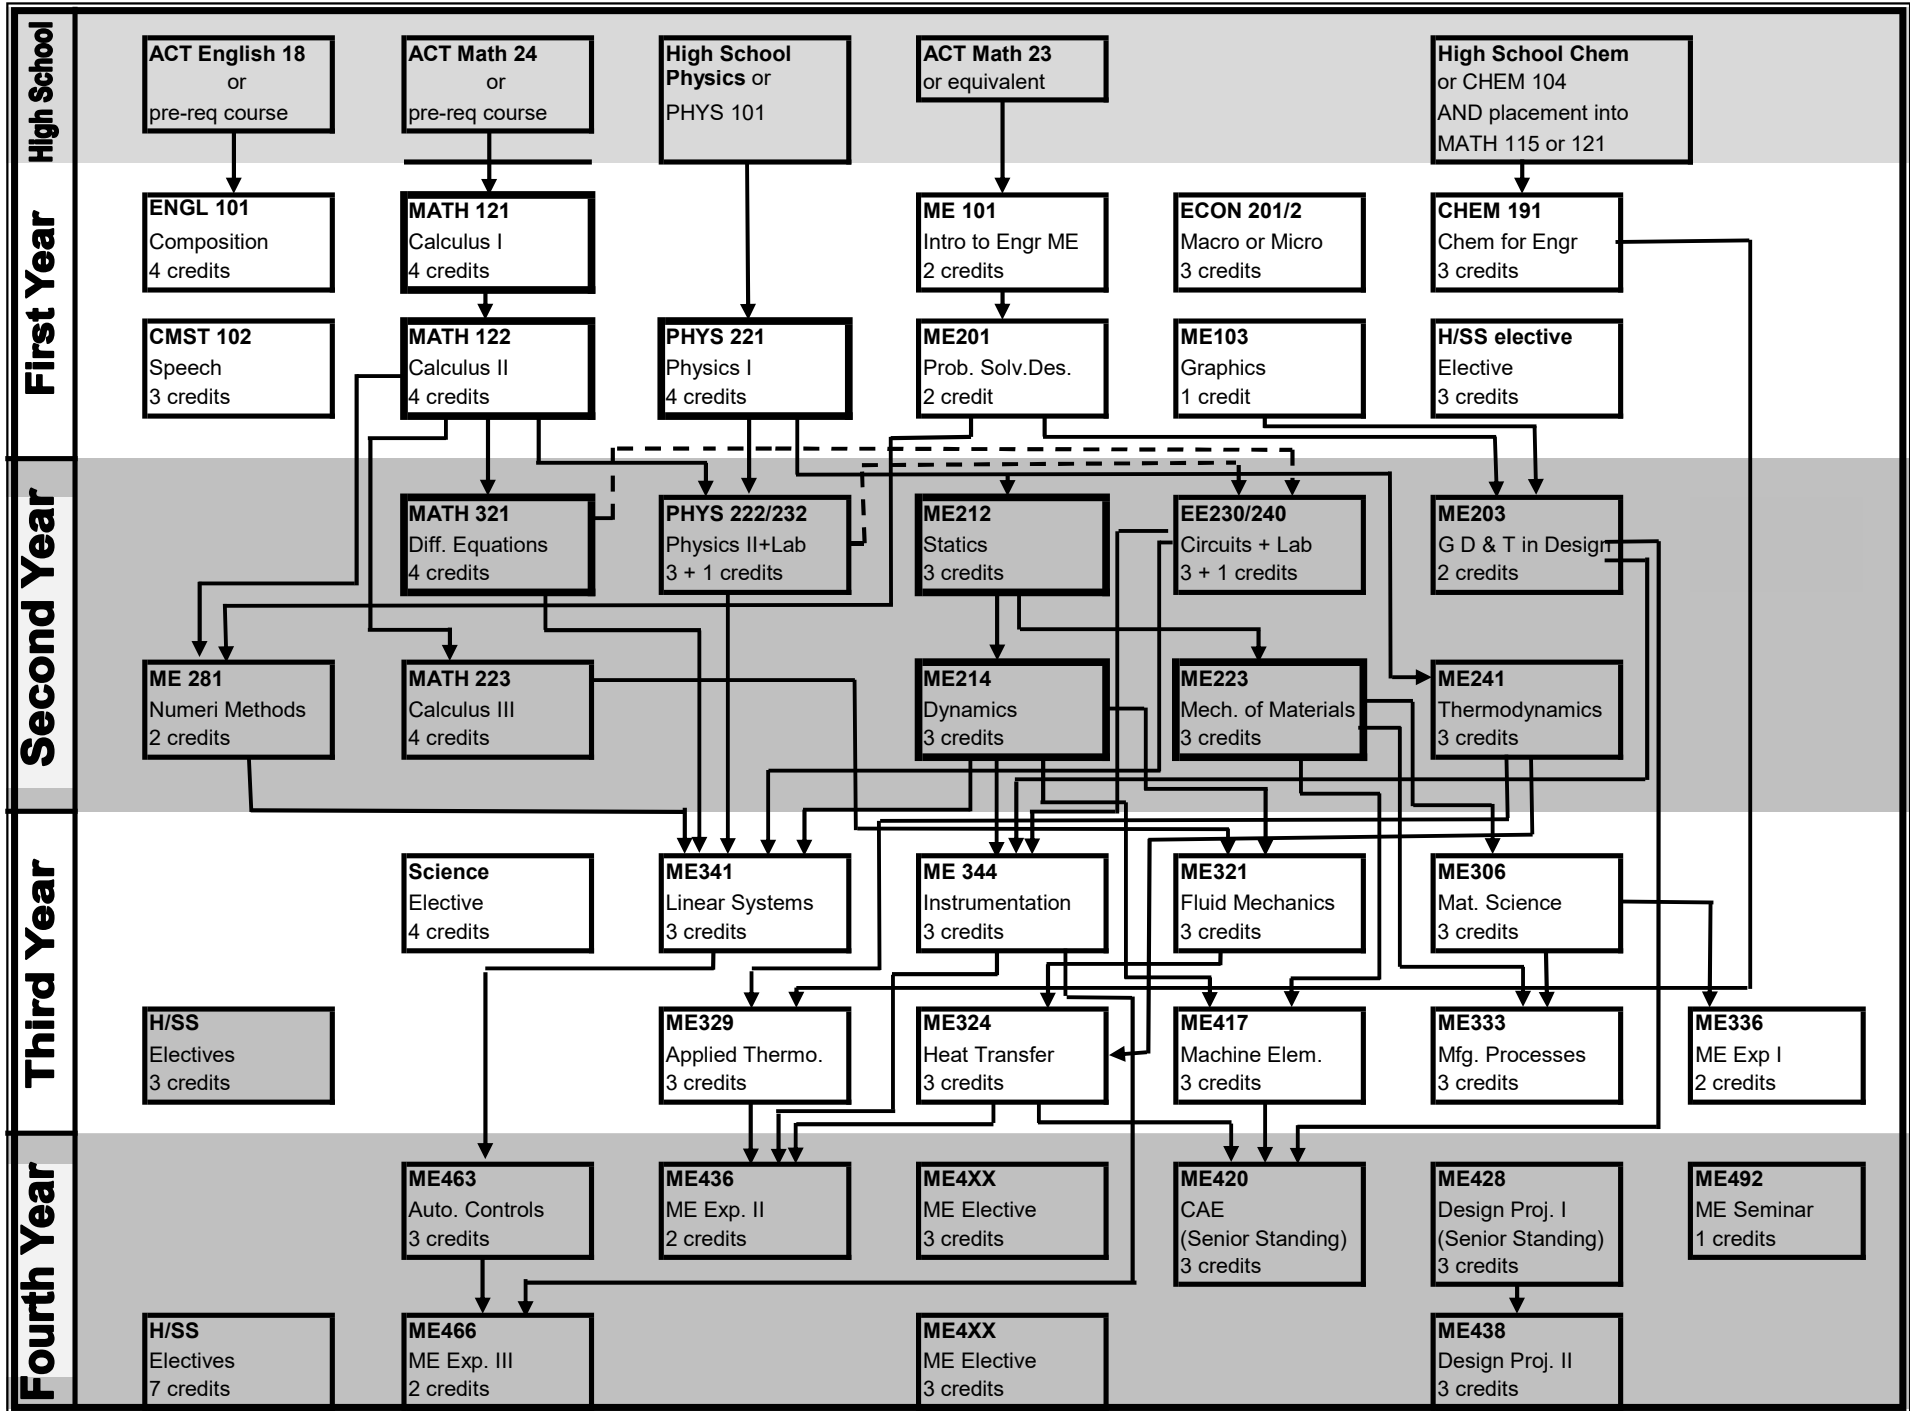 High School
ACT English 18
or
pre-req course
ACT Math 24
or
pre-req course
High School
Physics or
PHYS 101
ACT Math 23
or equivalent
High School Chem
or CHEM 104
AND placement into
MATH 115 or 121
First Year
ENGL 101
Composition
4 credits
MATH 121
Calculus I
4 credits
ME 101
Intro to Engr ME
2 credits
ECON 201/2
Macro or Micro
3 credits
CHEM 191
Chem for Engr
3 credits
CMST 102
Speech
3 credits
MATH 122
Calculus II
4 credits
PHYS 221
Physics I
4 credits
ME201
Prob. Solv.Des.
2 credit
ME103
Graphics
1 credit
H/SS elective
Elective
3 credits
Second Year
MATH 321
Diff. Equations
4 credits
PHYS 222/232
Physics II+Lab
3 + 1 credits
ME212
Statics
3 credits
EE230/240
Circuits + Lab
3 + 1 credits
ME203
G D & T in Design
2 credits
ME 281
Numeri Methods
2 credits
MATH 223
Calculus III
4 credits
ME214
Dynamics
3 credits
ME223
Mech. of Materials
3 credits
ME241
Thermodynamics
3 credits
Third Year
Science
Elective
4 credits
ME341
Linear Systems
3 credits
ME 344
Instrumentation
3 credits
ME321
Fluid Mechanics
3 credits
ME306
Mat. Science
3 credits
H/SS
Electives
3 credits
ME329
Applied Thermo.
3 credits
ME324
Heat Transfer
3 credits
ME417
Machine Elem.
3 credits
ME333
Mfg. Processes
3 credits
ME336
ME Exp I
2 credits
Fourth Year
ME463
Auto. Controls
3 credits
ME436
ME Exp. II
2 credits
ME4XX
ME Elective
3 credits
ME420
CAE
(Senior Standing)
3 credits
ME428
Design Proj. I
(Senior Standing)
3 credits
ME492
ME Seminar
1 credits
H/SS
Electives
7 credits
ME466
ME Exp. III
2 credits
ME4XX
ME Elective
3 credits
ME438
Design Proj. II
3 credits